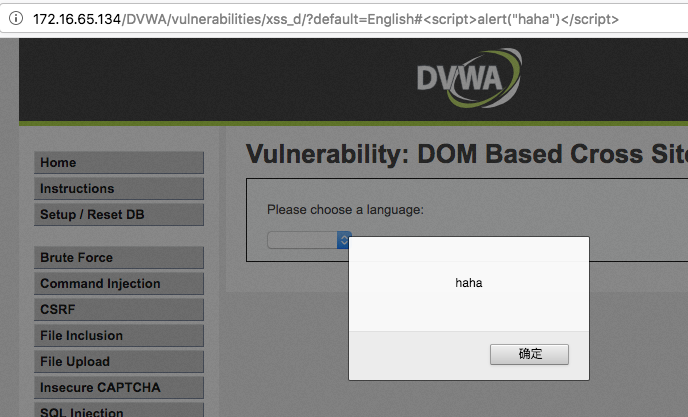 172.16.65.134/DVWA/vulnerabilities/xss_d/?default=English#<script>alert("haha")</script>
DVWA
Home
Instructions
Setup / Reset DB
Brute Force
Command Injection
CSRF
File Inclusion
File Upload
Insecure CAPTCHA
SQL Injection
Vulnerability: DOM Based Cross Site
Please choose a language:
haha
确定